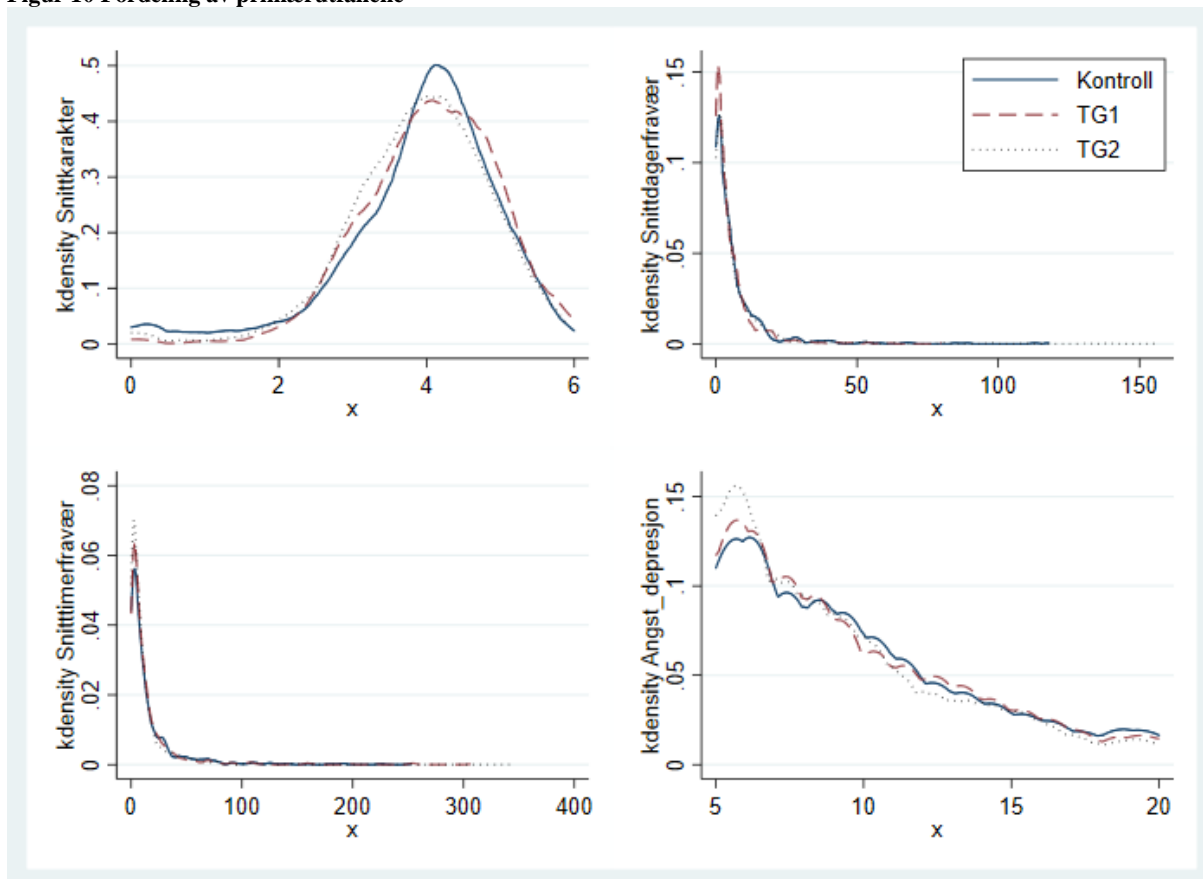 kdensity Snittkarakter
.5
.4
.3
.2
.1
0
0 2 4 6
x
kdensity Snittdagerfravær
.15
.1
.05
0
0 50 100 150
x
Kontroll
TG1
TG2
kdensity Snitttimerfravær
.08
.06
.04
.02
0
0 100 200 300 400
x
kdensity Angst_depresjon
.15
.1
.05
0
5 10 15 20
x